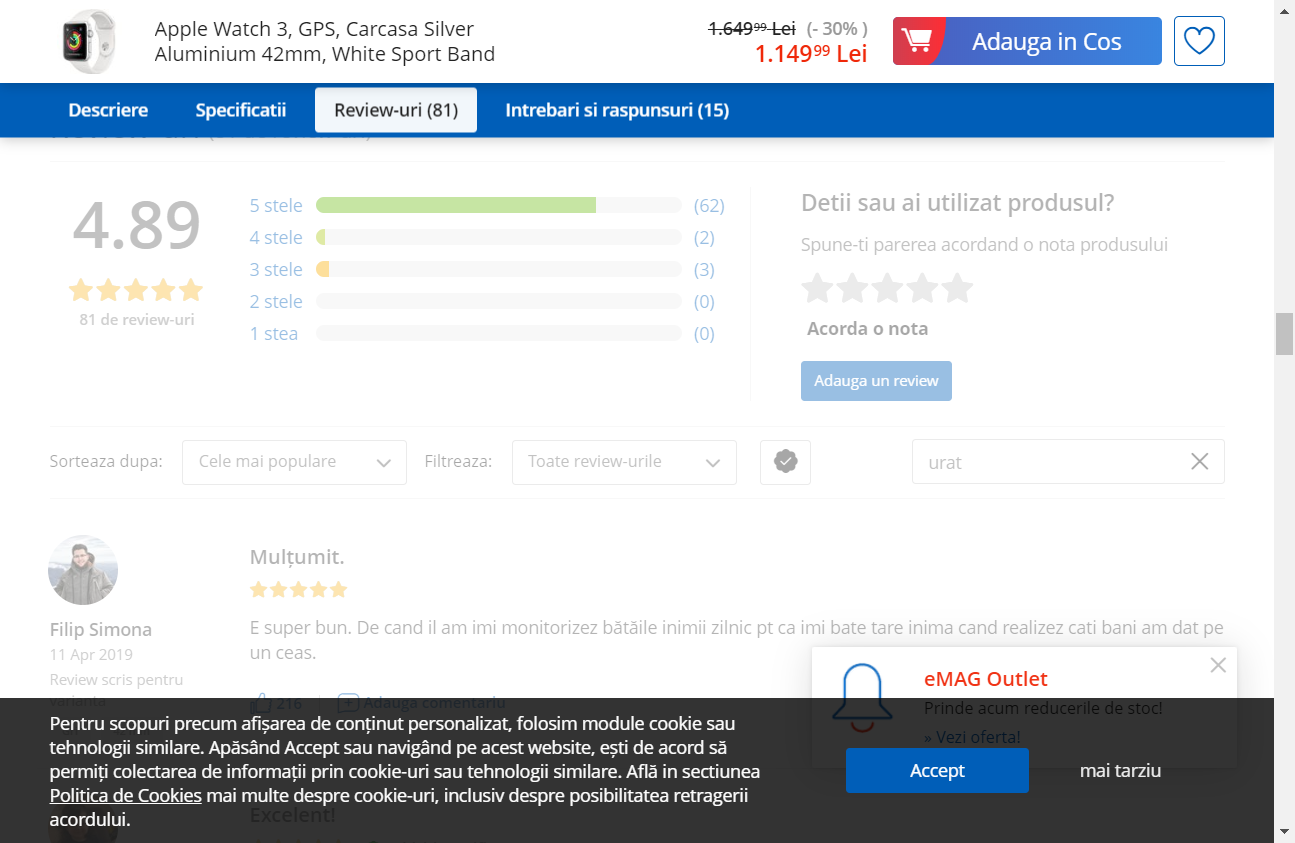 Apple Watch 3, GPS, Carcasa Silver
Aluminium 42mm, White Sport Band
1.649⁹⁹ Lei (- 30% )
1.149⁹⁹ Lei
Adauga in Cos
Descriere
Specificatii
Review-uri (81)
Intrebari si raspunsuri (15)
4.89
81 de review-uri
5 stele (62)
4 stele (2)
3 stele (3)
2 stele (0)
1 stea (0)
Detii sau ai utilizat produsul?
Spune-ti parerea acordand o nota produsului
Acorda o nota
Adauga un review
Sorteaza dupa:
Cele mai populare
Filtreaza:
Toate review-urile
urat
Filip Simona
11 Apr 2019
Review scris pentru
varianta
Mulțumit.
E super bun. De cand il am imi monitorizez bătăile inimii zilnic pt ca imi bate tare inima cand realizez cati bani am dat pe
un ceas.
216
Adauga comentariu
Excelent!
eMAG Outlet
Prinde acum reducerile de stoc!
» Vezi oferta!
Pentru scopuri precum afișarea de conținut personalizat, folosim module cookie sau
tehnologii similare. Apăsând Accept sau navigând pe acest website, ești de acord să
permiți colectarea de informații prin cookie-uri sau tehnologii similare. Află in sectiunea
Politica de Cookies mai multe despre cookie-uri, inclusiv despre posibilitatea retragerii
acordului.
Accept
mai tarziu